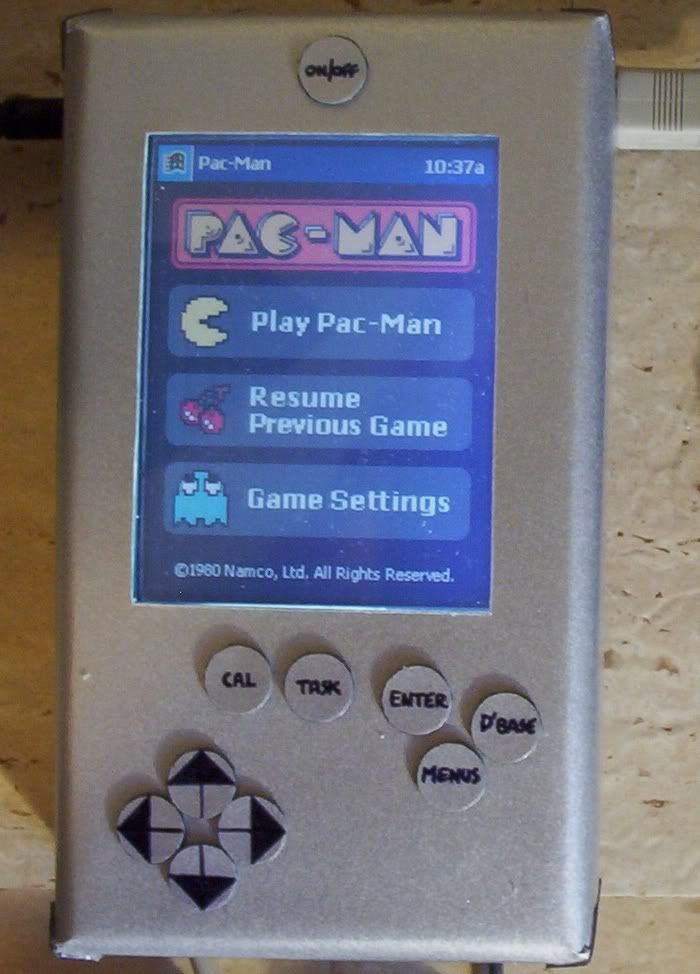 ON/OFF
Pac-Man 10:37a
PAC-MAN
Play Pac-Man
Resume
Previous Game
Game Settings
©1980 Namco, Ltd. All Rights Reserved.
CAL TASK ENTER D'BASE
MENUS